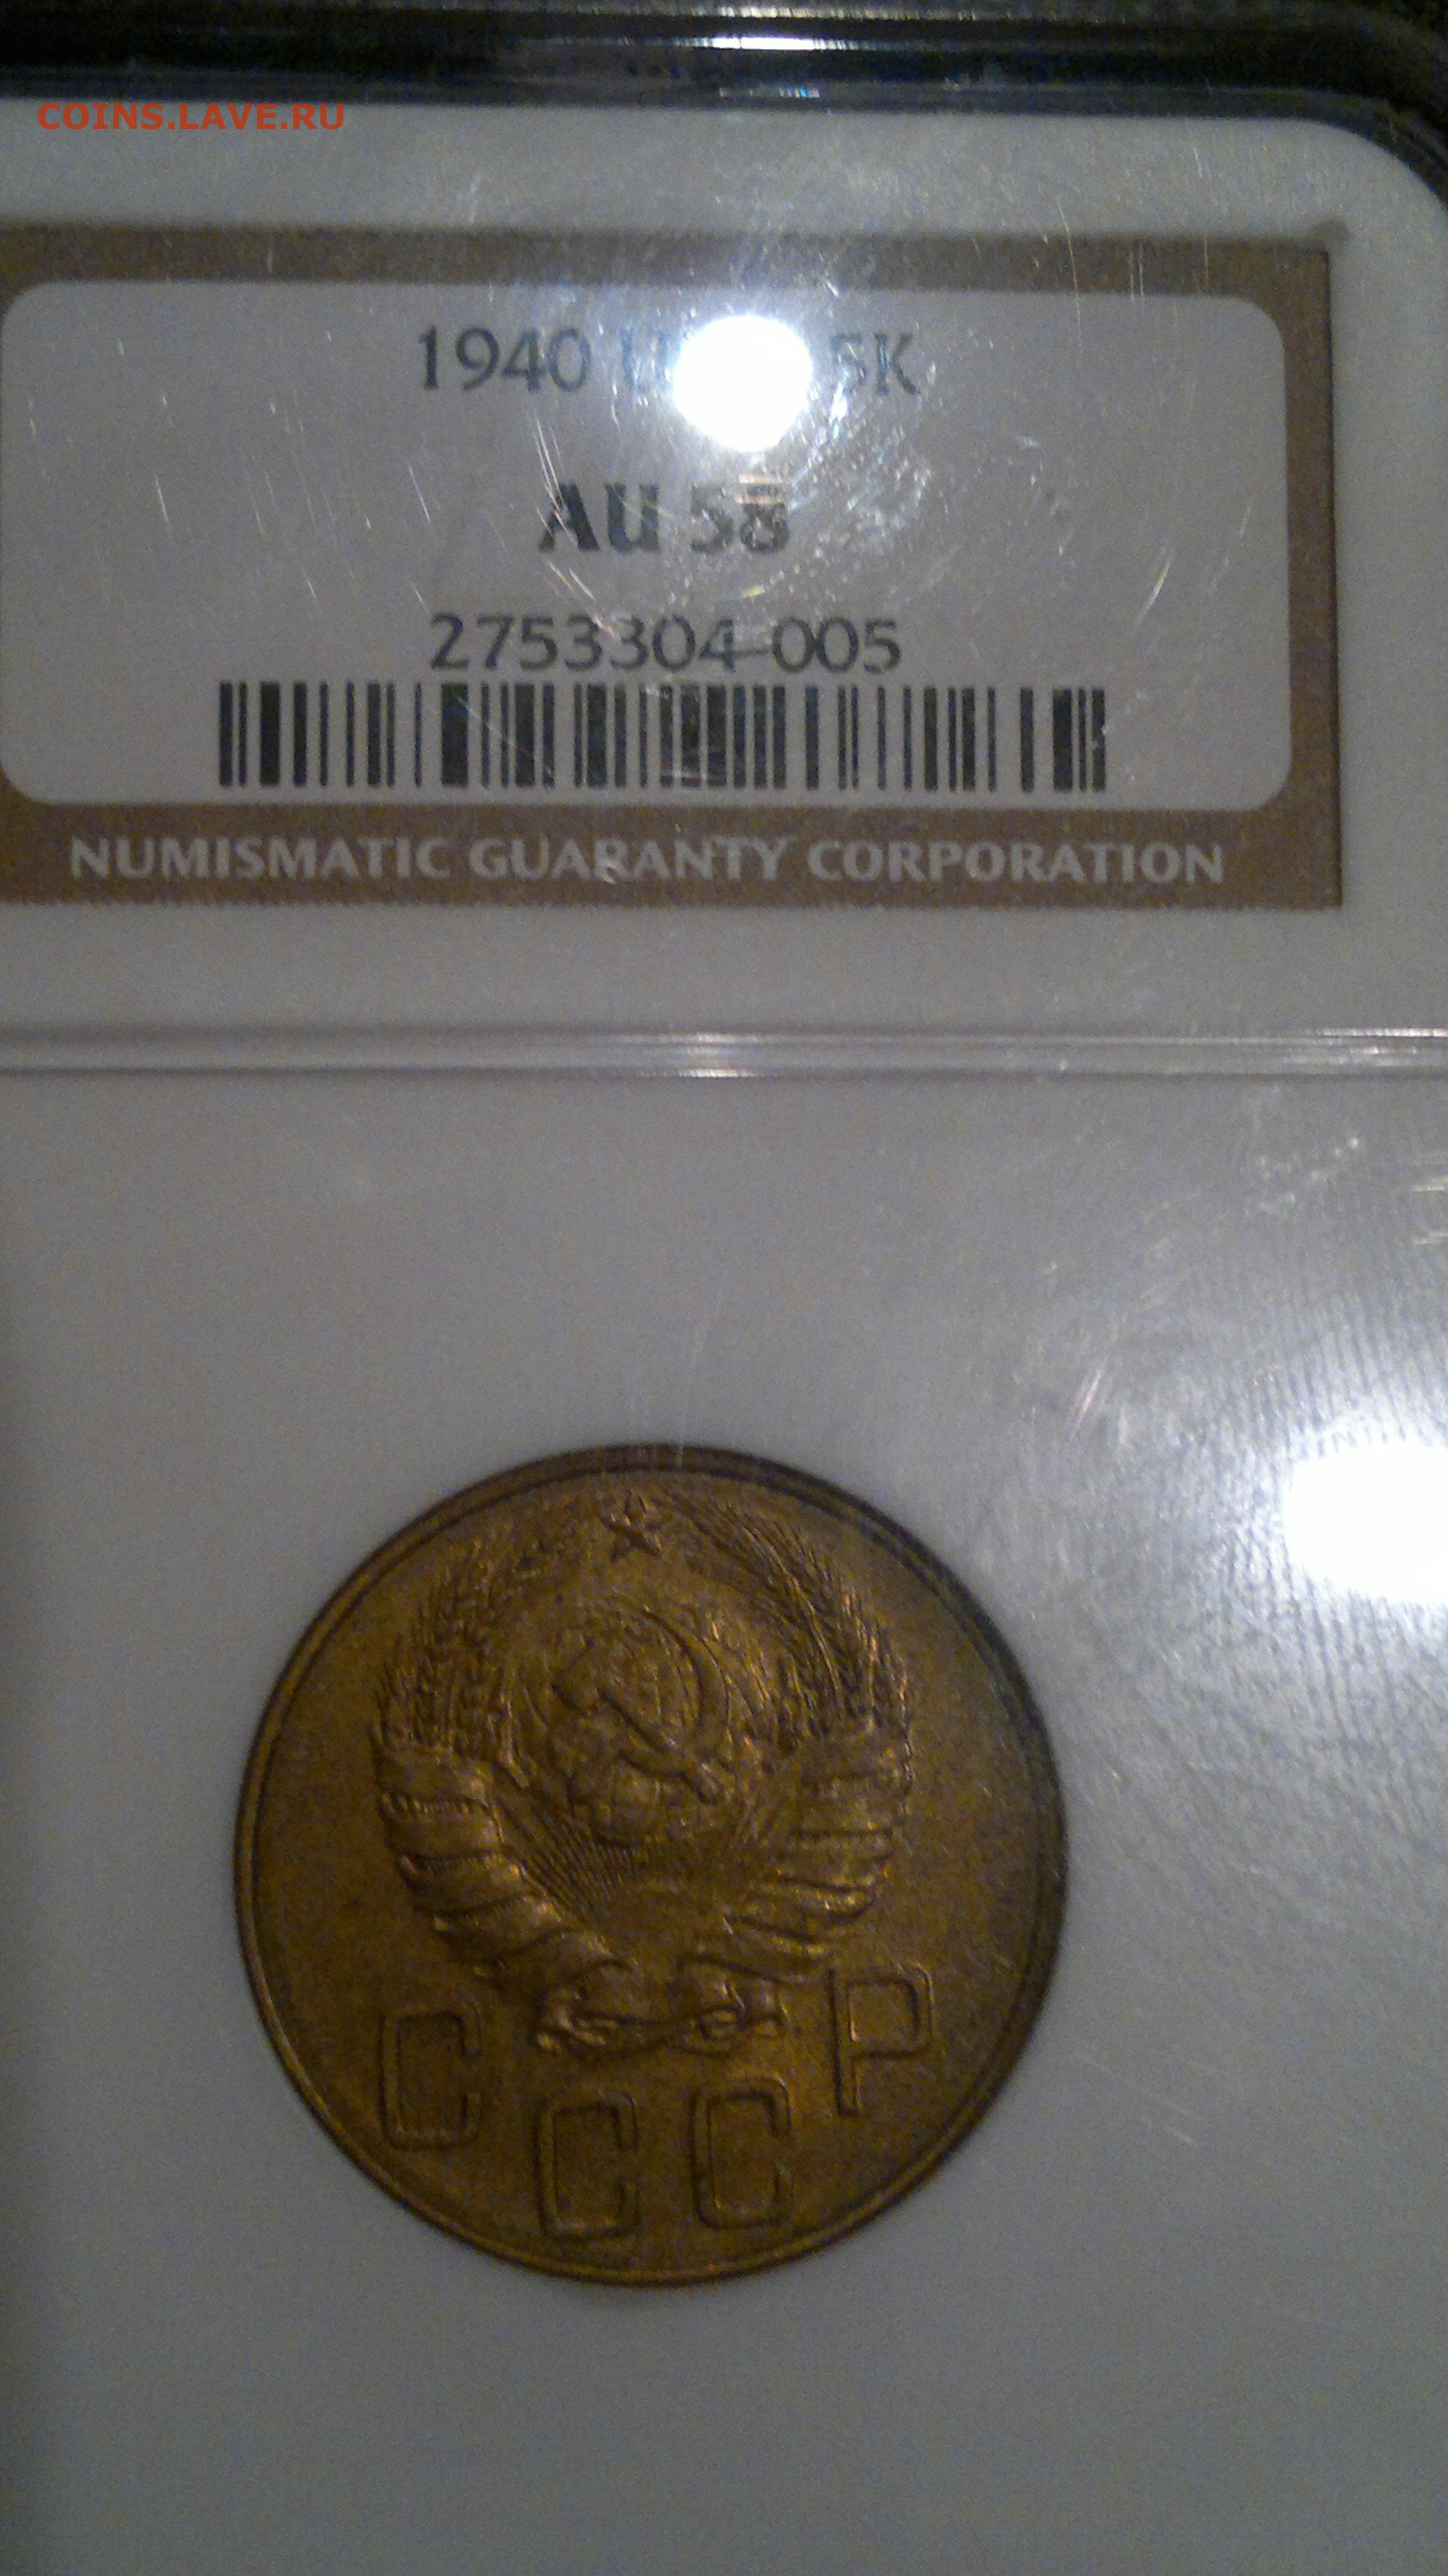 COINS.LAVE.RU
1940 5K
AU 58
2753304-005
NUMISMATIC GUARANTY CORPORATION
СССР